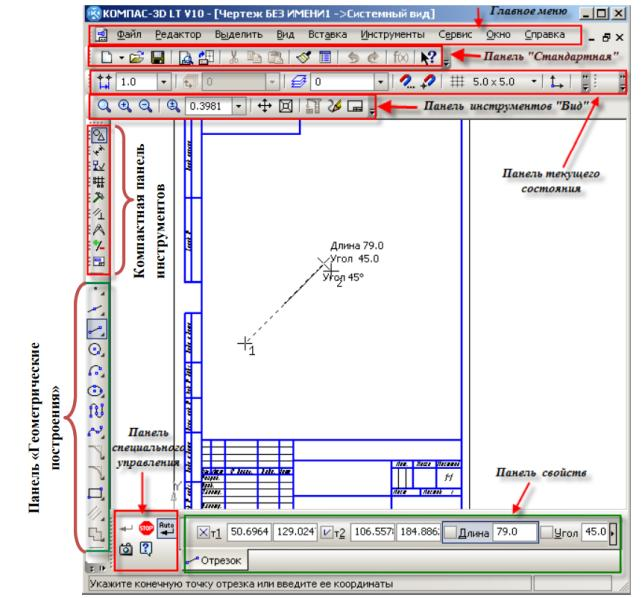 КОМПАС-3D LT V10 - [Чертеж БЕЗ ИМЕНИ1 ->Системный вид]
Главное меню
Файл Редактор Выделить Вид Вставка Инструменты Сервис Окно Справка
Панель "Стандартная"
1.0 0 0 5.0 x 5.0
0.3981
Панель инструментов "Вид"
Панель текущего
состояния
Компактная панель
инструментов
Длина 79.0
Угол 45.0
Угол 45°
2
1
Панель «Геометрические
построения»
Панель
специального
управления
Панель свойств
STOP Auto
т1 50.6964 129.024 т2 106.557 184.886 Длина 79.0 Угол 45.0
Отрезок
Укажите конечную точку отрезка или введите ее координаты